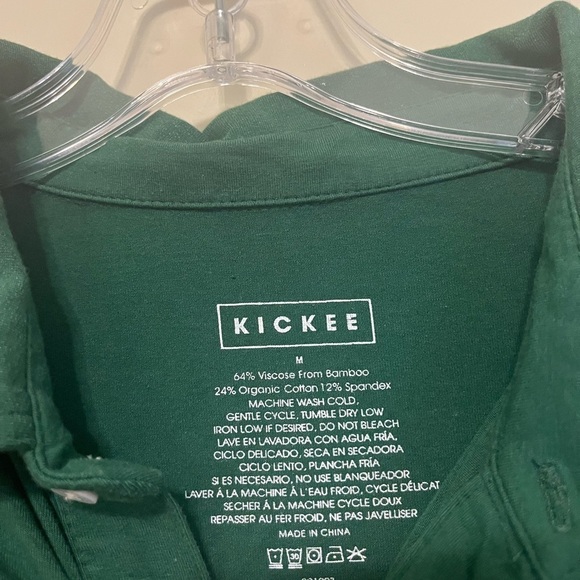 KICKEE
M
64% Viscose From Bamboo
24% Organic Cotton 12% Spandex
MACHINE WASH COLD,
GENTLE CYCLE, TUMBLE DRY LOW
IRON LOW IF DESIRED, DO NOT BLEACH
LAVE EN LAVADORA CON AGUA FRÍA,
CICLO DELICADO, SECA EN SECADORA
CICLO LENTO, PLANCHA FRÍA
SI ES NECESARIO, NO USE BLANQUEADOR
LAVER Á LA MACHINE Á L'EAU FROID, CYCLE DÉLICAT
SÉCHER Á LA MACHINE CYCLE DOUX
REPASSER AU FER FROID, NE PAS JAVELLISER
MADE IN CHINA
30